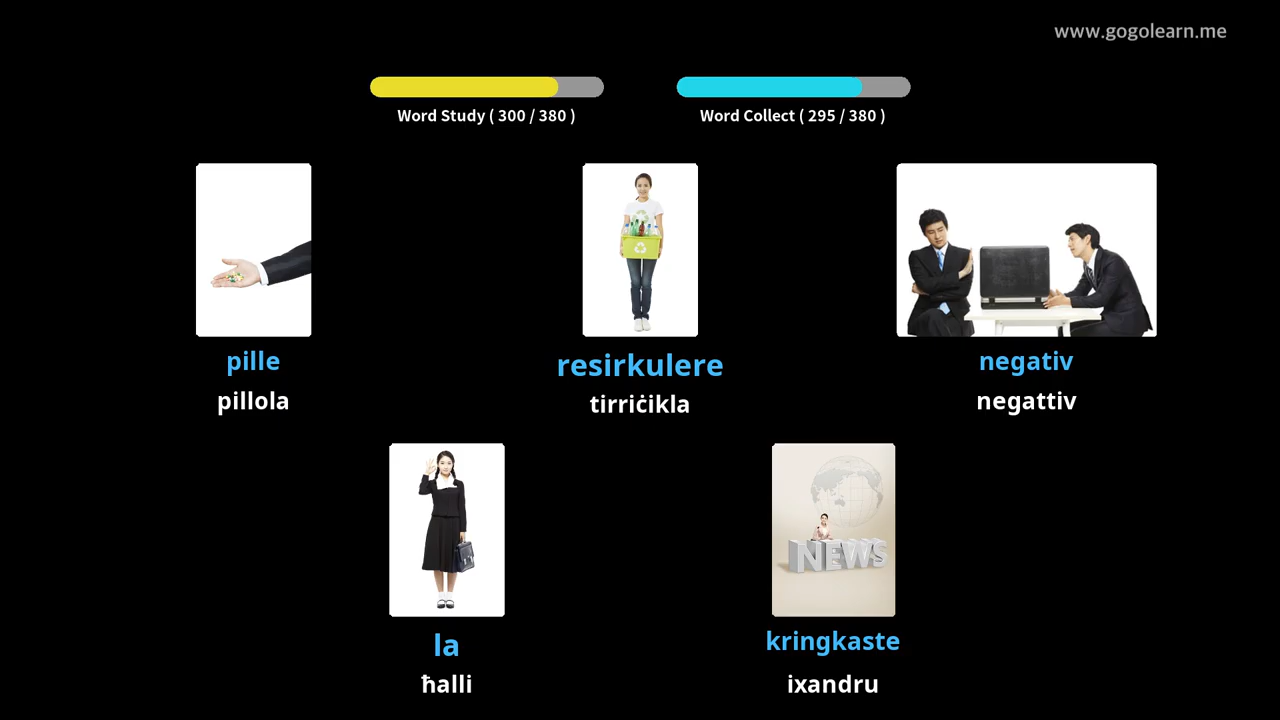 www.gogolearn.me
Word Study ( 300 / 380 )
Word Collect ( 295 / 380 )
pille
pillola
resirkulere
tirriċikla
negativ
negattiv
la
ħalli
NEWS
kringkaste
ixandru